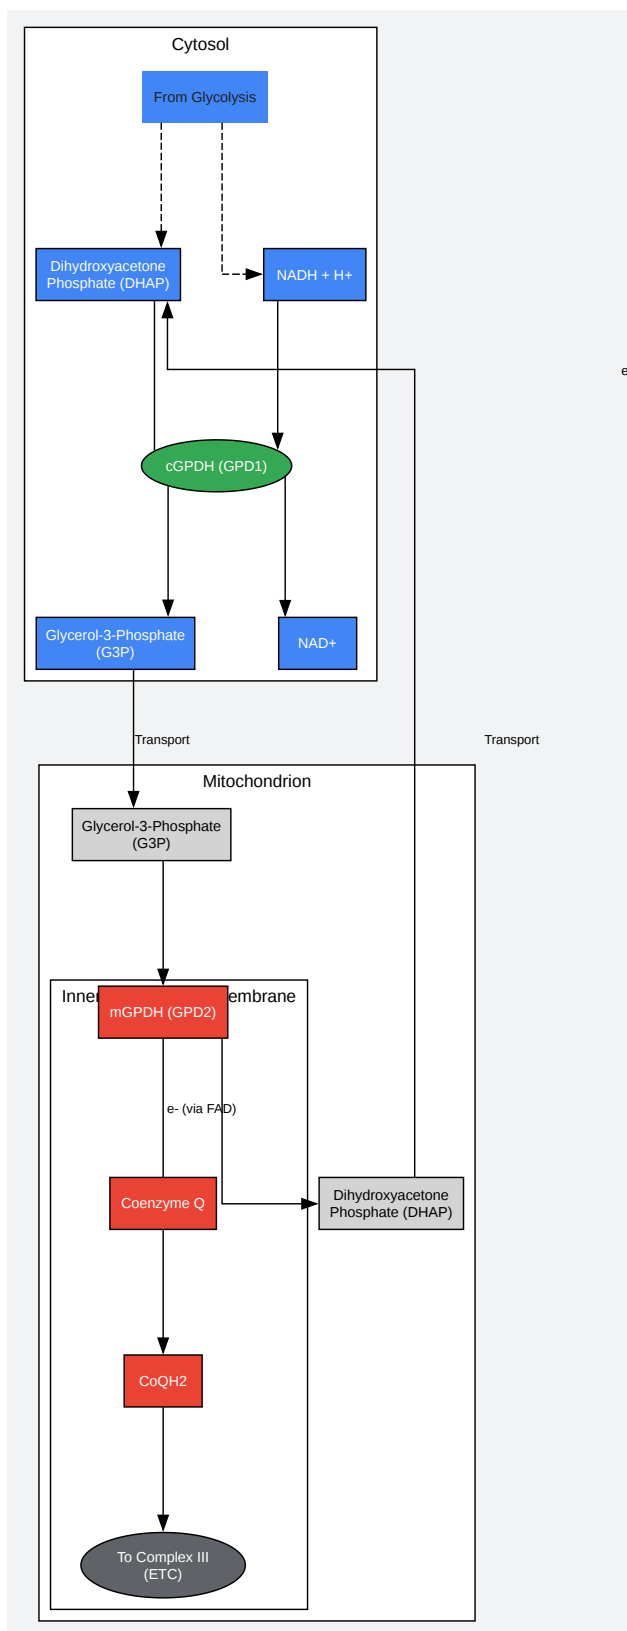 Cytosol
From Glycolysis
Dihydroxyacetone
Phosphate (DHAP)
NADH + H+
e
cGPDH (GPD1)
Glycerol-3-Phosphate
(G3P)
NAD+
Transport
Transport
Mitochondrion
Glycerol-3-Phosphate
(G3P)
Inner
embrane
mGPDH (GPD2)
e- (via FAD)
Coenzyme Q
Dihydroxyacetone
Phosphate (DHAP)
CoQH2
To Complex III
(ETC)